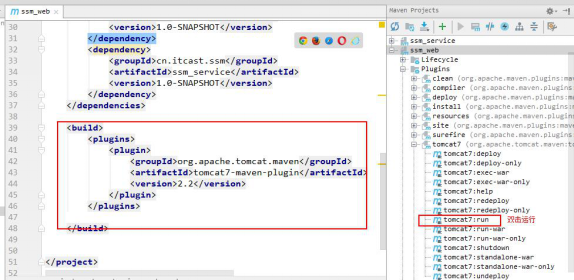 ssm_web ×
30 <version>1.0-SNAPSHOT</version>
31 </dependency>
32 <dependency>
33 <groupId>cn.itcast.ssm</groupId>
34 <artifactId>ssm_service</artifactId>
35 <version>1.0-SNAPSHOT</version>
36 </dependency>
37 </dependencies>
38
39 <build>
40 <plugins>
41 <plugin>
42 <groupId>org.apache.tomcat.maven</groupId>
43 <artifactId>tomcat7-maven-plugin</artifactId>
44 <version>2.2</version>
45 </plugin>
46 </plugins>
47
48 </build>
49
50
51 </project>
52
Maven Projects
ssm_service
ssm_web
Lifecycle
Plugins
clean (org.apache.maven.plugins:ma
compiler (org.apache.maven.plugins
deploy (org.apache.maven.plugins:m
install (org.apache.maven.plugins:
resources (org.apache.maven.plugin
site (org.apache.maven.plugins:mav
surefire (org.apache.maven.plugins
tomcat7 (org.apache.tomcat.maven:to
tomcat7:deploy
tomcat7:deploy-only
tomcat7:exec-war
tomcat7:exec-war-only
tomcat7:help
tomcat7:redeploy
tomcat7:redeploy-only
tomcat7:run 双击运行
tomcat7:run-war
tomcat7:run-war-only
tomcat7:shutdown
tomcat7:standalone-war
tomcat7:standalone-war-only
tomcat7:undeploy